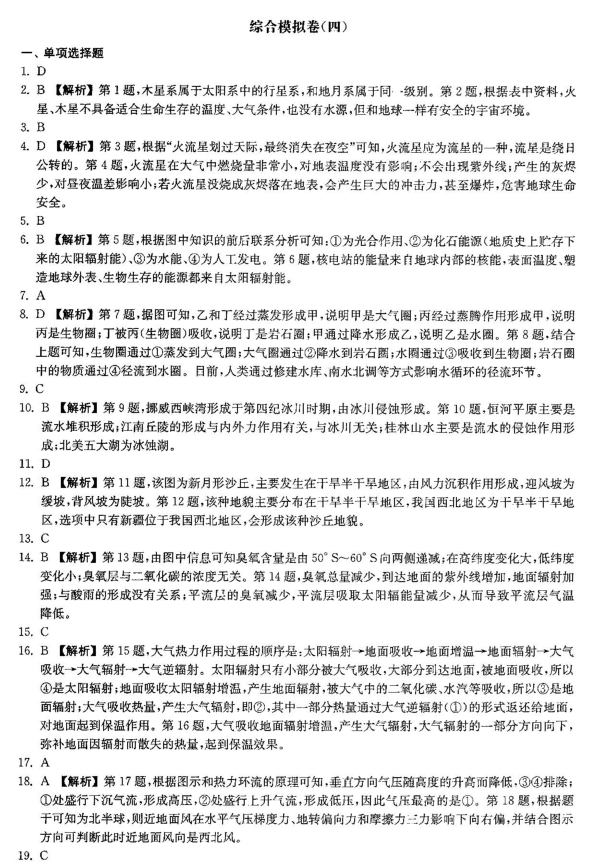 综合模拟卷(四)
一、单项选择题
1. D
2. B 【解析】第1题,木星系属于太阳系中的行星系,和地月系属于同一级别。第2题,根据表中资料,火
星、木星不具备适合生命生存的温度、大气条件,也没有水源,但和地球一样有安全的宇宙环境。
3. B
4. D 【解析】第3题,根据“火流星划过天际,最终消失在夜空”可知,火流星应为流星的一种,流星是绕日
公转的。第4题,火流星在大气中燃烧量非常小,对地表温度没有影响;不会出现紫外线;产生的灰烬
少,对昼夜温差影响小;若火流星没烧成灰烬落在地表,会产生巨大的冲击力,甚至爆炸,危害地球生命
安全。
5. B
6. B 【解析】第5题,根据图中知识的前后联系分析可知:①为光合作用、②为化石能源(地质史上贮存下
来的太阳辐射能)、③为水能、④为人工发电。第6题,核电站的能量来自地球内部的核能,表面温度、塑
造地球外表、生物生存的能源都来自太阳辐射能。
7. A
8. D 【解析】第7题,据图可知,乙和丁经过蒸发形成甲,说明甲是大气圈;丙经过蒸腾作用形成甲,说明
丙是生物圈;丁被丙(生物圈)吸收,说明丁是岩石圈;甲通过降水形成乙,说明乙是水圈。第8题,结合
上题可知,生物圈通过①蒸发到大气圈;大气圈通过②降水到岩石圈;水圈通过③吸收到生物圈;岩石圈
中的物质通过④径流到水圈。目前,人类通过修建水库、南水北调等方式影响水循环的径流环节。
9. C
10. B 【解析】第9题,挪威西峡湾形成于第四纪冰川时期,由冰川侵蚀形成。第10题,恒河平原主要是
流水堆积形成;江南丘陵的形成与内外力作用有关,与冰川无关;桂林山水主要是流水的侵蚀作用形
成;北美五大湖为冰蚀湖。
11. D
12. B 【解析】第11题,该图为新月形沙丘,主要发生在干旱半干旱地区,由风力沉积作用形成,迎风坡为
缓坡,背风坡为陡坡。第12题,该种地貌主要分布在干旱半干旱地区,我国西北地区为干旱半干旱地
区,选项中只有新疆位于我国西北地区,会形成该种沙丘地貌。
13. C
14. B 【解析】第13题,由图中信息可知臭氧含量是由50°S~60°S向两侧递减;在高纬度变化大,低纬度
变化小;臭氧层与二氧化碳的浓度无关。第14题,臭氧总量减少,到达地面的紫外线增加,地面辐射加
强;与酸雨的形成没有关系;平流层的臭氧减少,平流层吸取太阳辐能量减少,从而导致平流层气温
降低。
15. C
16. B 【解析】第15题,大气热力作用过程的顺序是:太阳辐射→地面吸收→地面增温→地面辐射→大气
吸收→大气辐射→大气逆辐射。太阳辐射只有小部分被大气吸收,大部分到达地面,被地面吸收,所以
④是太阳辐射;地面吸收太阳辐射增温,产生地面辐射,被大气中的二氧化碳、水汽等吸收,所以③是地
面辐射;大气吸收热量,产生大气辐射,即②,其中一部分热量通过大气逆辐射(①)的形式返还给地面,
对地面起到保温作用。第16题,大气吸收地面辐射增温,产生大气辐射,大气辐射的一部分方向向下,
弥补地面因辐射而散失的热量,起到保温效果。
17. A
18. A 【解析】第17题,根据图示和热力环流的原理可知,垂直方向气压随高度的升高而降低,③④排除;
①处盛行下沉气流,形成高压,②处盛行上升气流,形成低压,因此气压最高的是①。第18题,根据题
干可知为北半球,则近地面风在水平气压梯度力、地转偏向力和摩擦力三力影响下向右偏,并结合图示
方向可判断此时近地面风向是西北风。
19. C